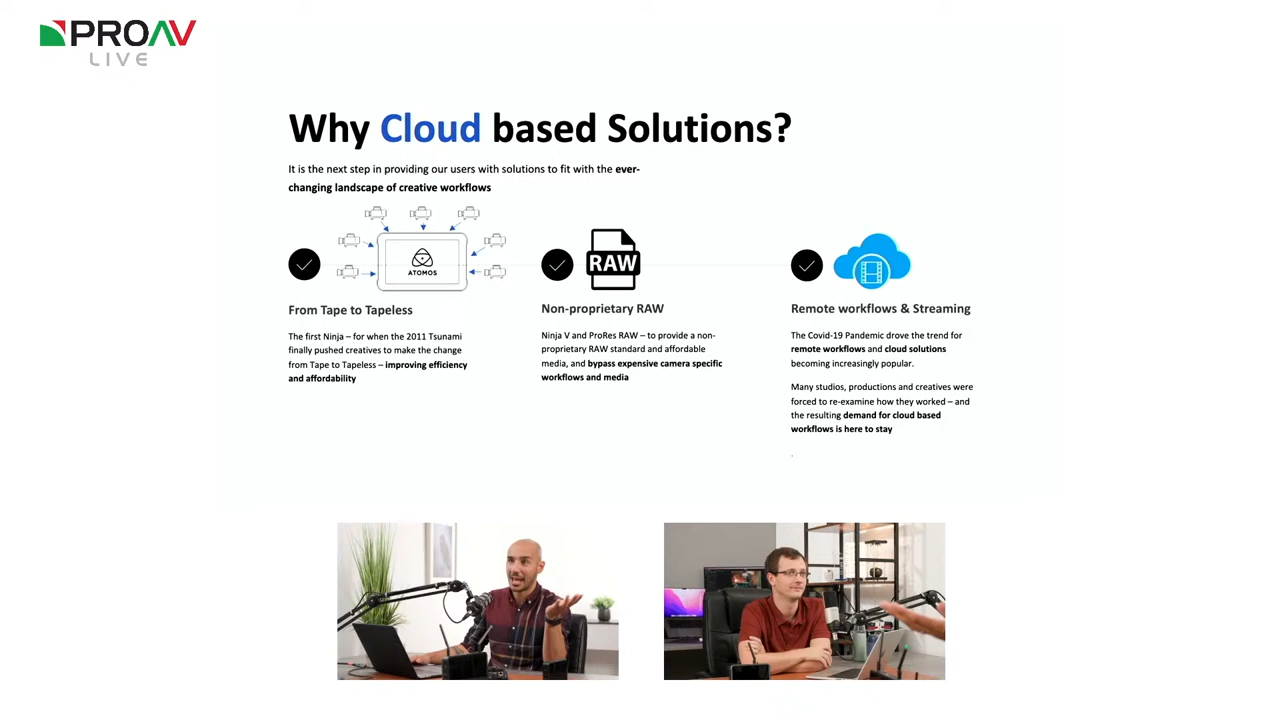 PROAV
LIVE
Why Cloud based Solutions?
It is the next step in providing our users with solutions to fit with the ever-
changing landscape of creative workflows
ATOMOS
RAW
From Tape to Tapeless
The first Ninja – for when the 2011 Tsunami
finally pushed creatives to make the change
from Tape to Tapeless – improving efficiency
and affordability
Non-proprietary RAW
Ninja V and ProRes RAW – to provide a non-
proprietary RAW standard and affordable
media, and bypass expensive camera specific
workflows and media
Remote workflows & Streaming
The Covid-19 Pandemic drove the trend for
remote workflows and cloud solutions
becoming increasingly popular.
Many studios, productions and creatives were
forced to re-examine how they worked – and
the resulting demand for cloud based
workflows is here to stay
.